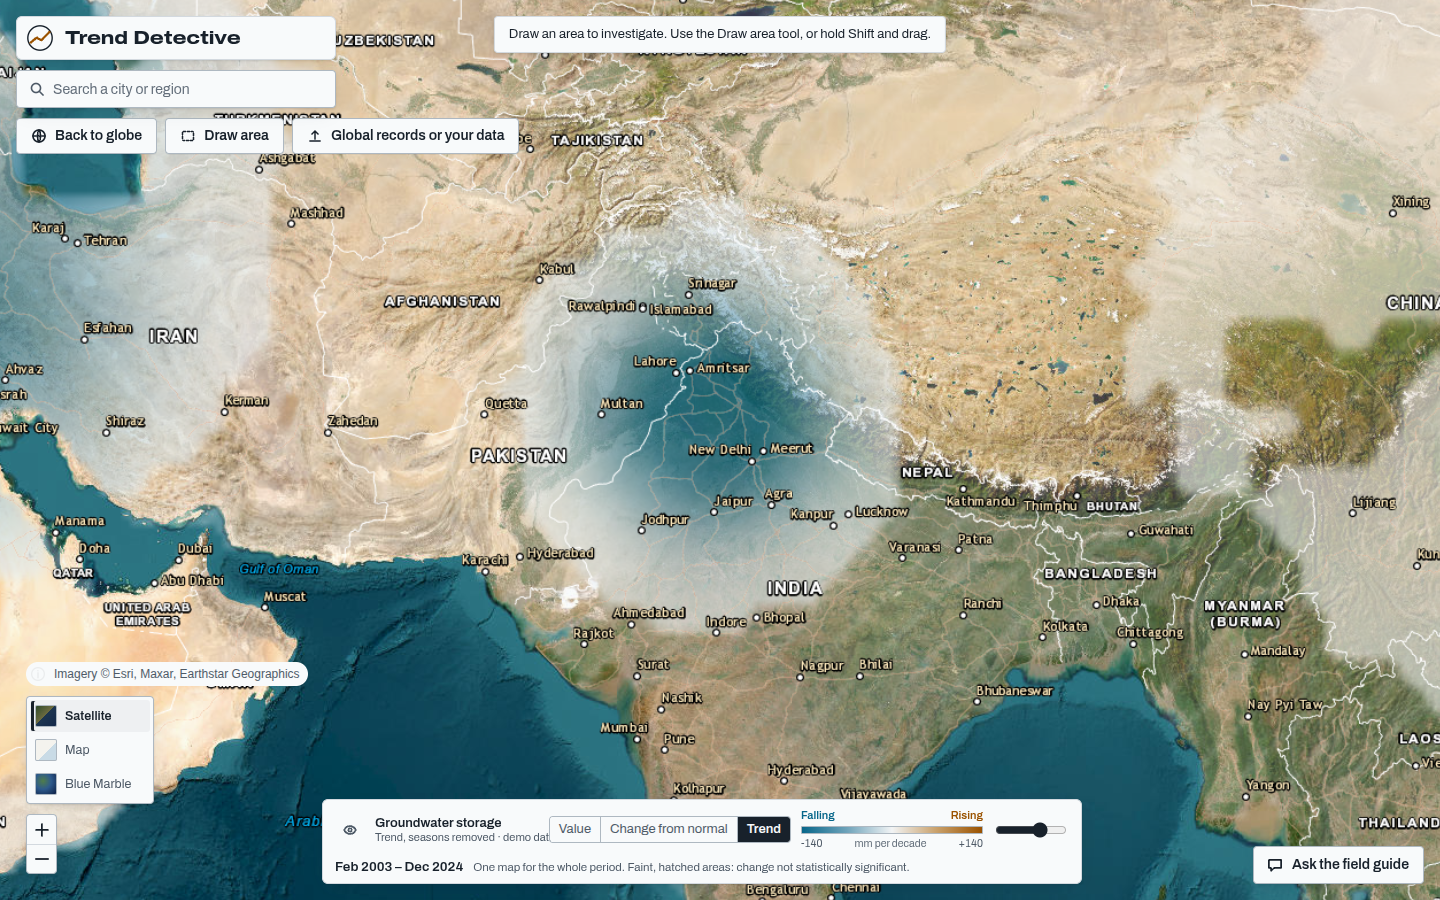 Trend Detective
Draw an area to investigate. Use the Draw area tool, or hold Shift and drag.
Search a city or region
Back to globe
Draw area
Global records or your data
UZBEKISTAN
TURKMENISTAN
TAJIKISTAN
Ashgabat
Mashhad
Xining
Karaj
Tehran
Kabul
Srinagar
AFGHANISTAN
Rawalpindi
Islamabad
Esfahan
IRAN
Lahore
Amritsar
Ahvaz
Kerman
Quetta
Multan
Shiraz
Zahedan
PAKISTAN
New Delhi
Meerut
NEPAL
Jaipur
Agra
Kathmandu
Thimphu
BHUTAN
Lijiang
Manama
Jodhpur
Kanpur
Lucknow
Guwahati
Doha
Dubai
Karachi
Hyderabad
Varanasi
Patna
QATAR
Abu Dhabi
Gulf of Oman
BANGLADESH
Muscat
INDIA
UNITED ARAB
EMIRATES
Ahmedabad
Indore
Bhopal
Ranchi
Dhaka
MYANMAR
(BURMA)
Rajkot
Kolkata
Chittagong
Mandalay
Surat
Nagpur
Bhilai
Imagery © Esri, Maxar, Earthstar Geographics
Nashik
Bhubaneswar
Nay Pyi Taw
Satellite
Mumbai
Pune
Map
Hyderabad
Blue Marble
Kolhapur
Vijayawada
Yangon
THAILAND
Groundwater storage
Trend, seasons removed · demo dat
Value
Change from normal
Trend
Falling
Rising
-140
mm per decade
+140
Feb 2003 – Dec 2024
One map for the whole period. Faint, hatched areas: change not statistically significant.
Bengaluru
Chennai
Ask the field guide